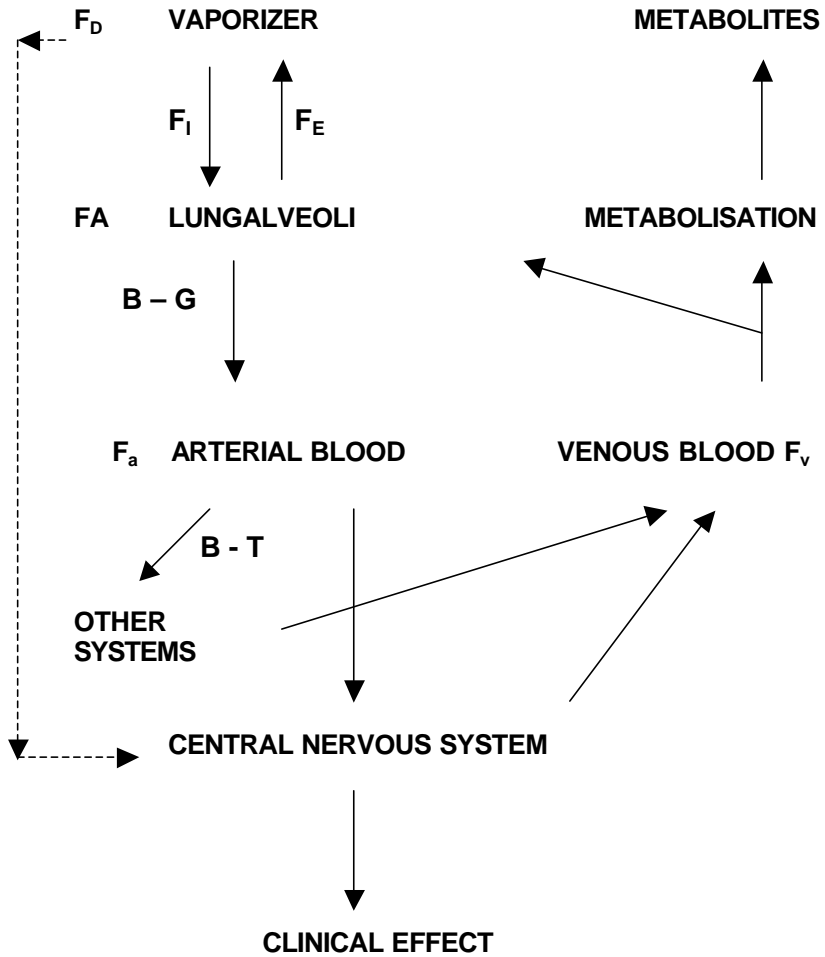 F_D VAPORIZER METABOLITES
F_I F_E
FA LUNGALVEOLI METABOLISATION
B – G
F_a ARTERIAL BLOOD VENOUS BLOOD F_v
B - T
OTHER
SYSTEMS
CENTRAL NERVOUS SYSTEM
CLINICAL EFFECT